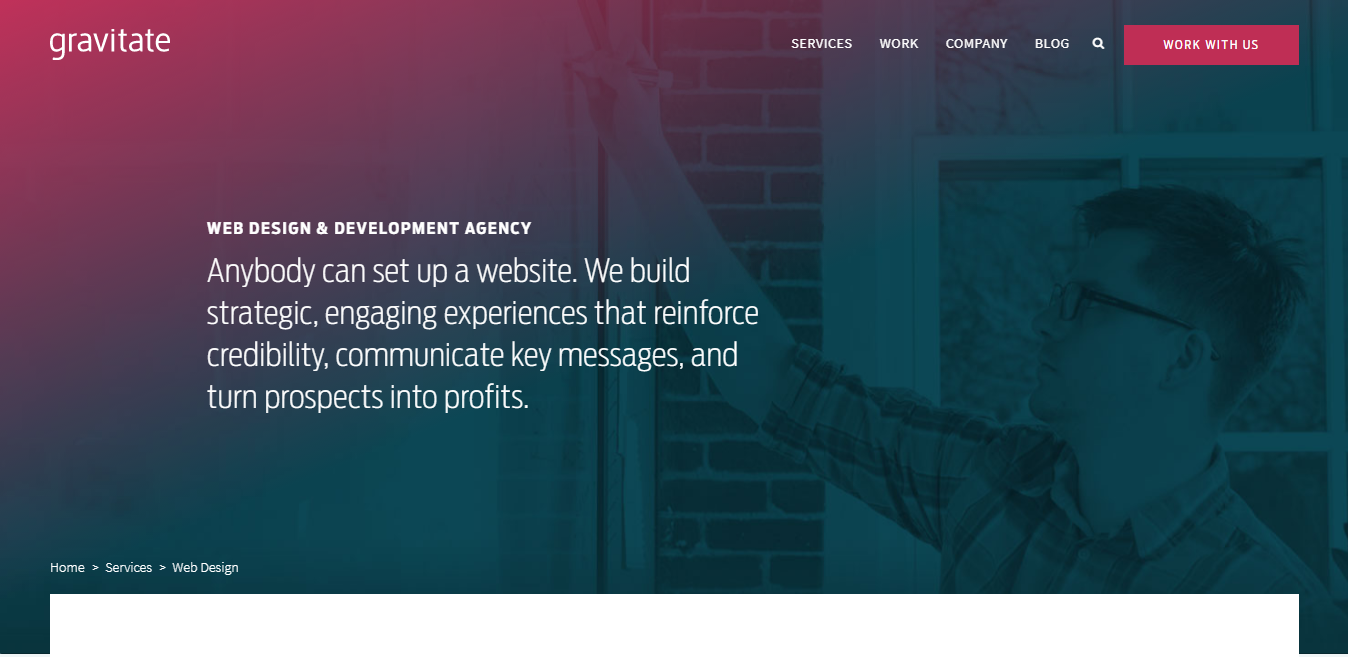 gravitate
SERVICES WORK COMPANY BLOG WORK WITH US
WEB DESIGN & DEVELOPMENT AGENCY
Anybody can set up a website. We build
strategic, engaging experiences that reinforce
credibility, communicate key messages, and
turn prospects into profits.
Home > Services > Web Design